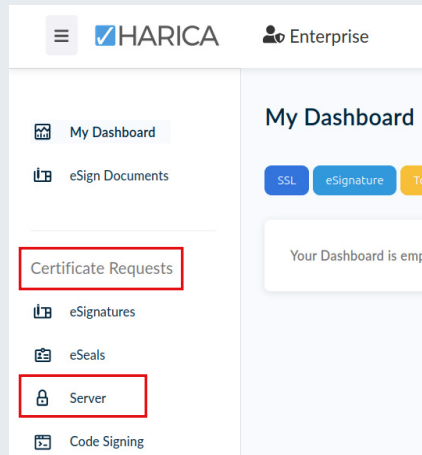 HARICA
Enterprise
My Dashboard
eSign Documents
Certificate Requests
eSignatures
eSeals
Server
Code Signing
My Dashboard
SSL
eSignature
Your Dashboard is